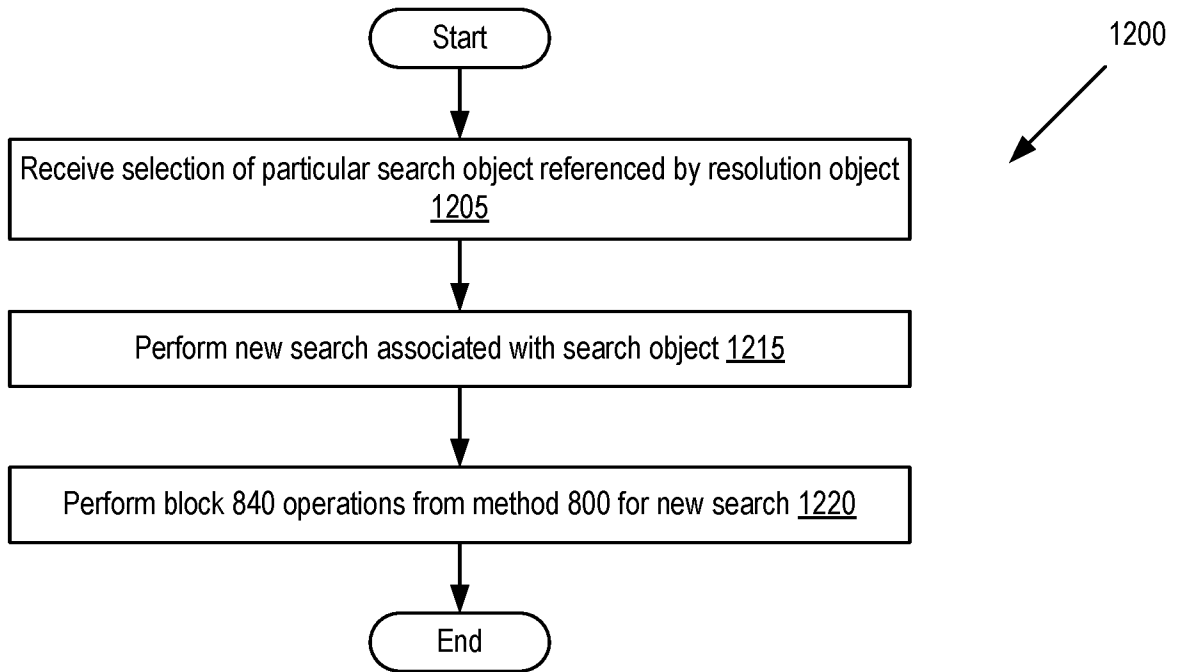 Start
1200
Receive selection of particular search object referenced by resolution object
1205
Perform new search associated with search object 1215
Perform block 840 operations from method 800 for new search 1220
End